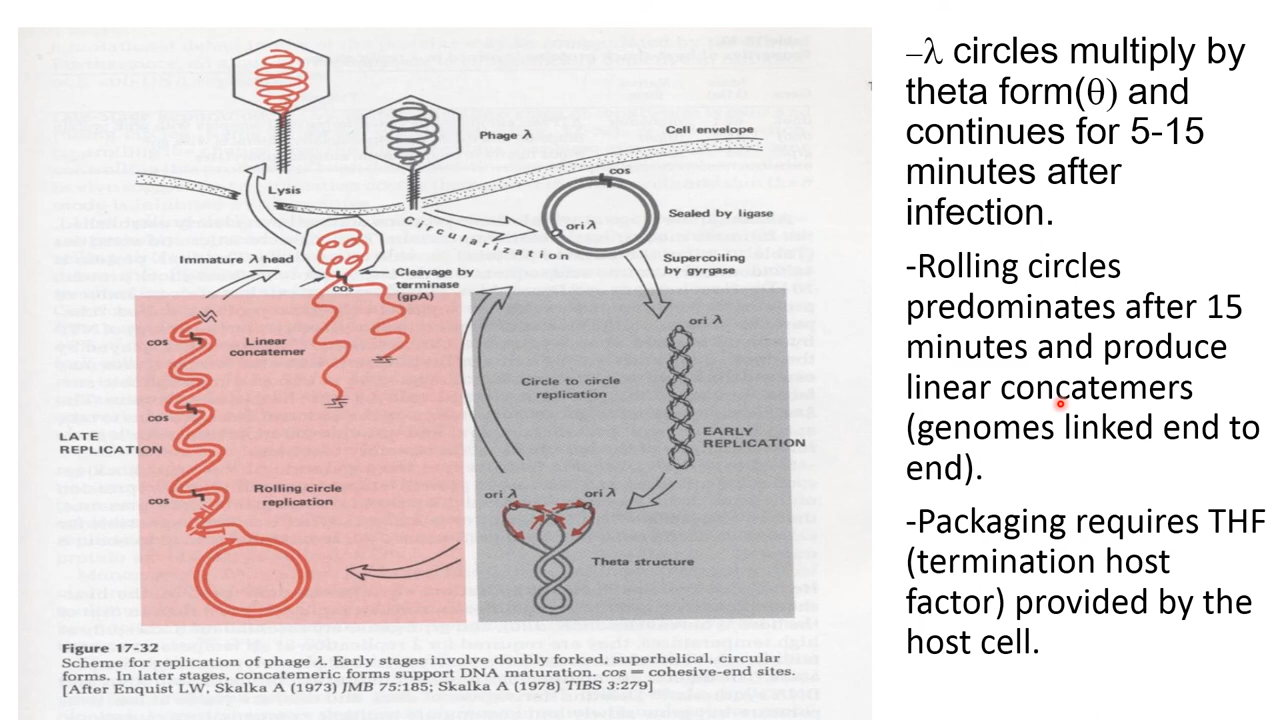 Phage λ
Cell envelope
cos
Lysis
Sealed by ligase
ori λ
Circularization
Immature λ head
Supercoiling
by gyrgase
Cleavage by
terminase
(gpA)
cos
ori λ
cos
Linear
concatemer
Circle to circle
replication
cos
EARLY
REPLICATION
LATE
REPLICATION
cos
Rolling circle
replication
ori λ
ori λ
Theta structure
Figure 17-32
Scheme for replication of phage λ. Early stages involve doubly forked, superhelical, circular
forms. In later stages, concatemeric forms support DNA maturation. cos = cohesive-end sites.
[After Enquist LW, Skalka A (1973) JMB 75:185; Skalka A (1978) TIBS 3:279]
–λ circles multiply by
theta form(θ) and
continues for 5-15
minutes after
infection.
-Rolling circles
predominates after 15
minutes and produce
linear concatemers
(genomes linked end to
end).
-Packaging requires THF
(termination host
factor) provided by the
host cell.